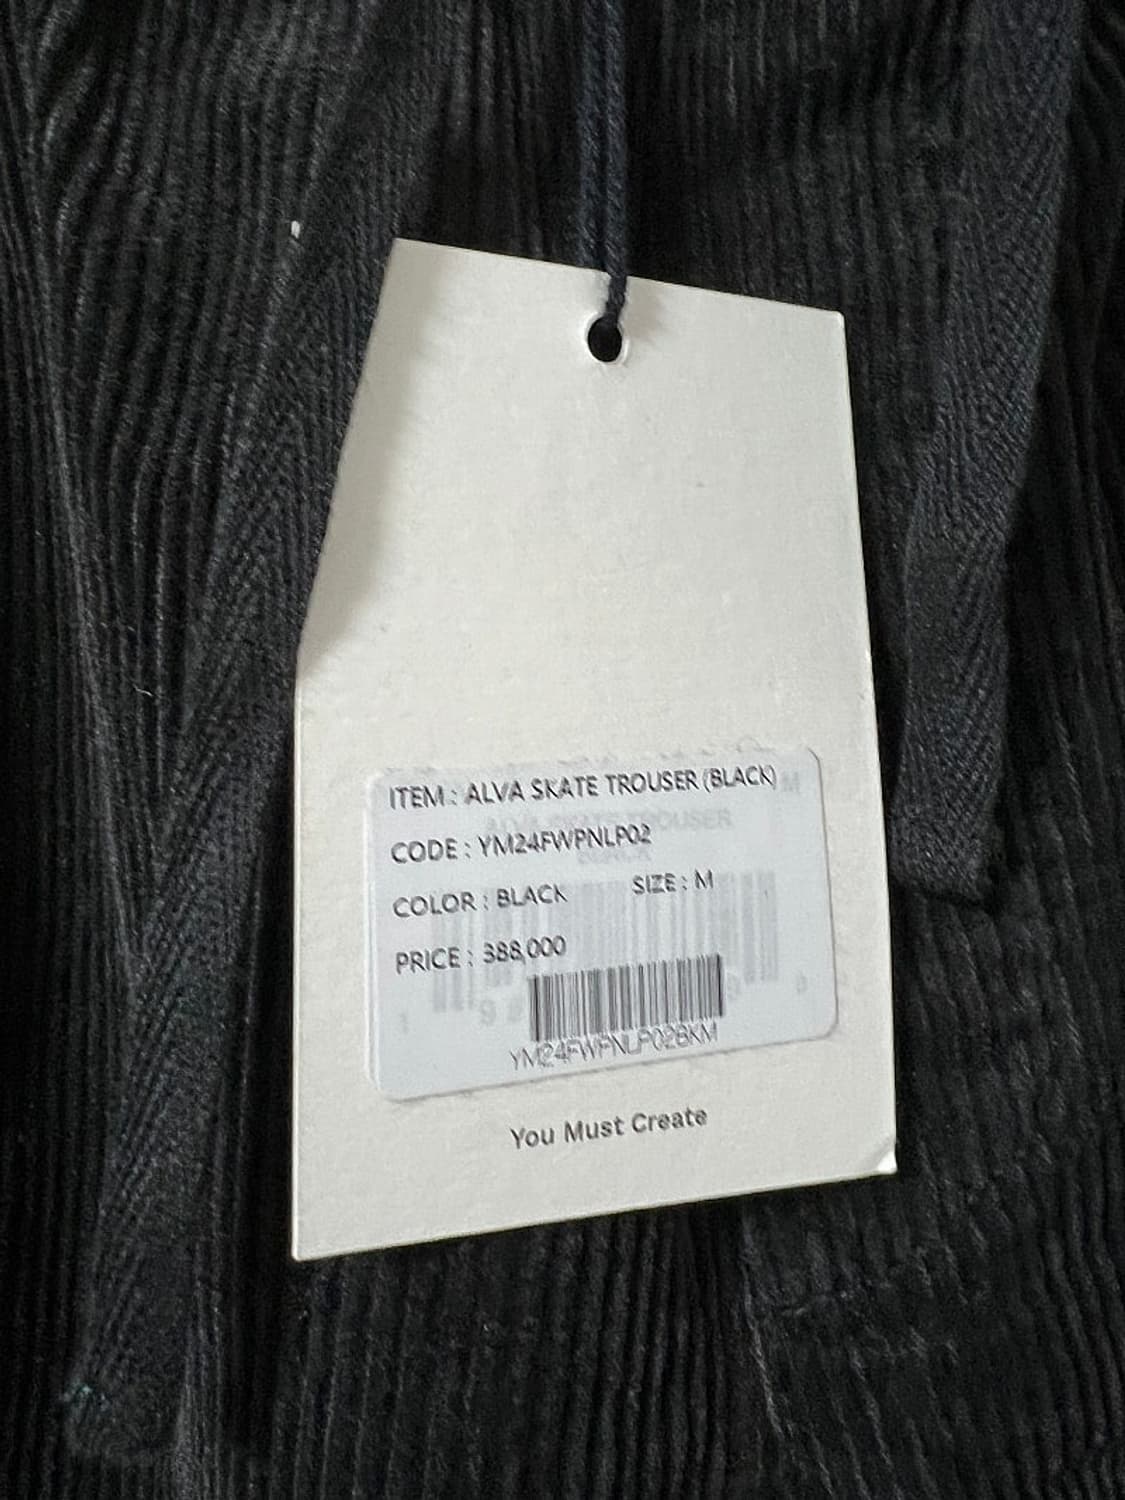 ITEM : ALVA SKATE TROUSER (BLACK)
CODE : YM24FWPNLP02
COLOR : BLACK SIZE : M
PRICE : 388,000
YM24FWPNLP02BKM
You Must Create